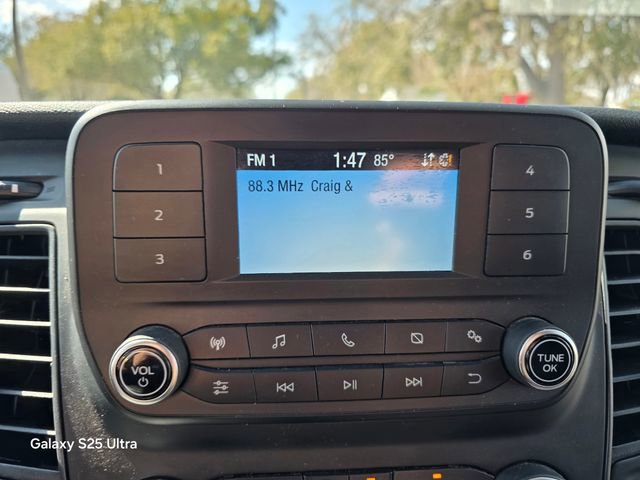 FM 1 1:47 85°
88.3 MHz Craig &
1
2
3
4
5
6
VOL
TUNE
OK
Galaxy S25 Ultra